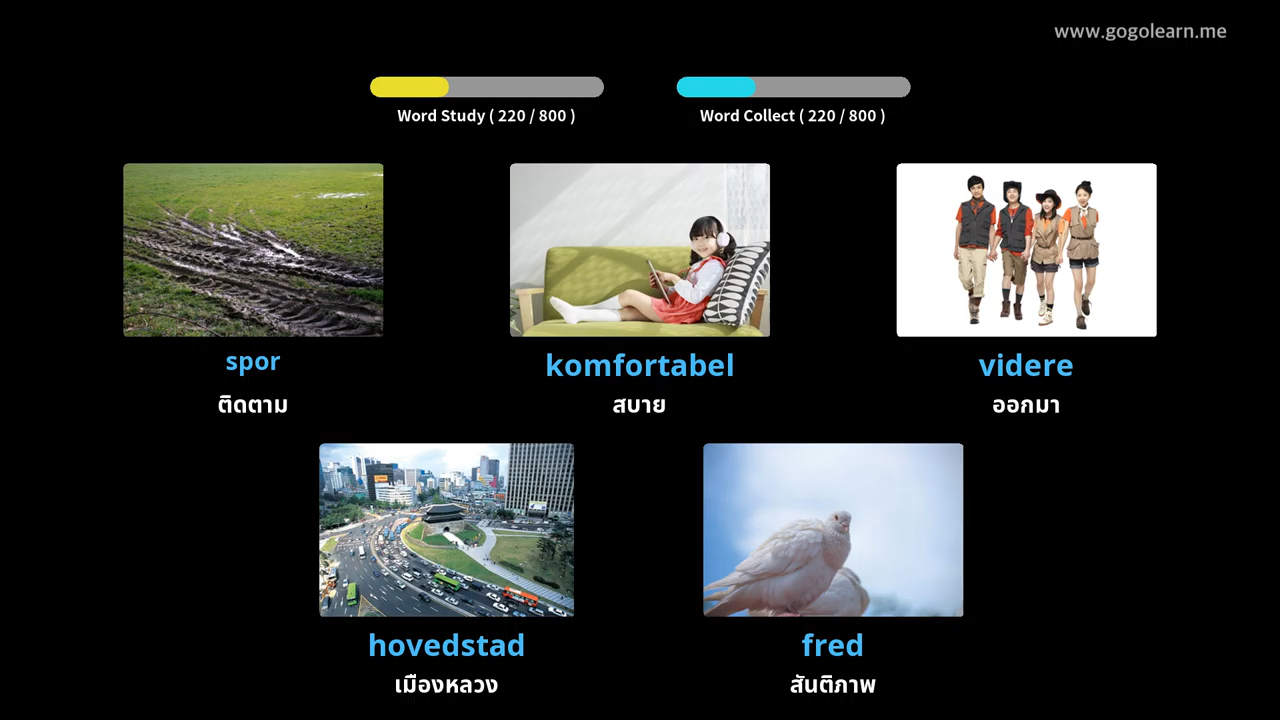 www.gogolearn.me
Word Study ( 220 / 800 )
Word Collect ( 220 / 800 )
spor
ติดตาม
komfortabel
สบาย
videre
ออกมา
hovedstad
เมืองหลวง
fred
สันติภาพ